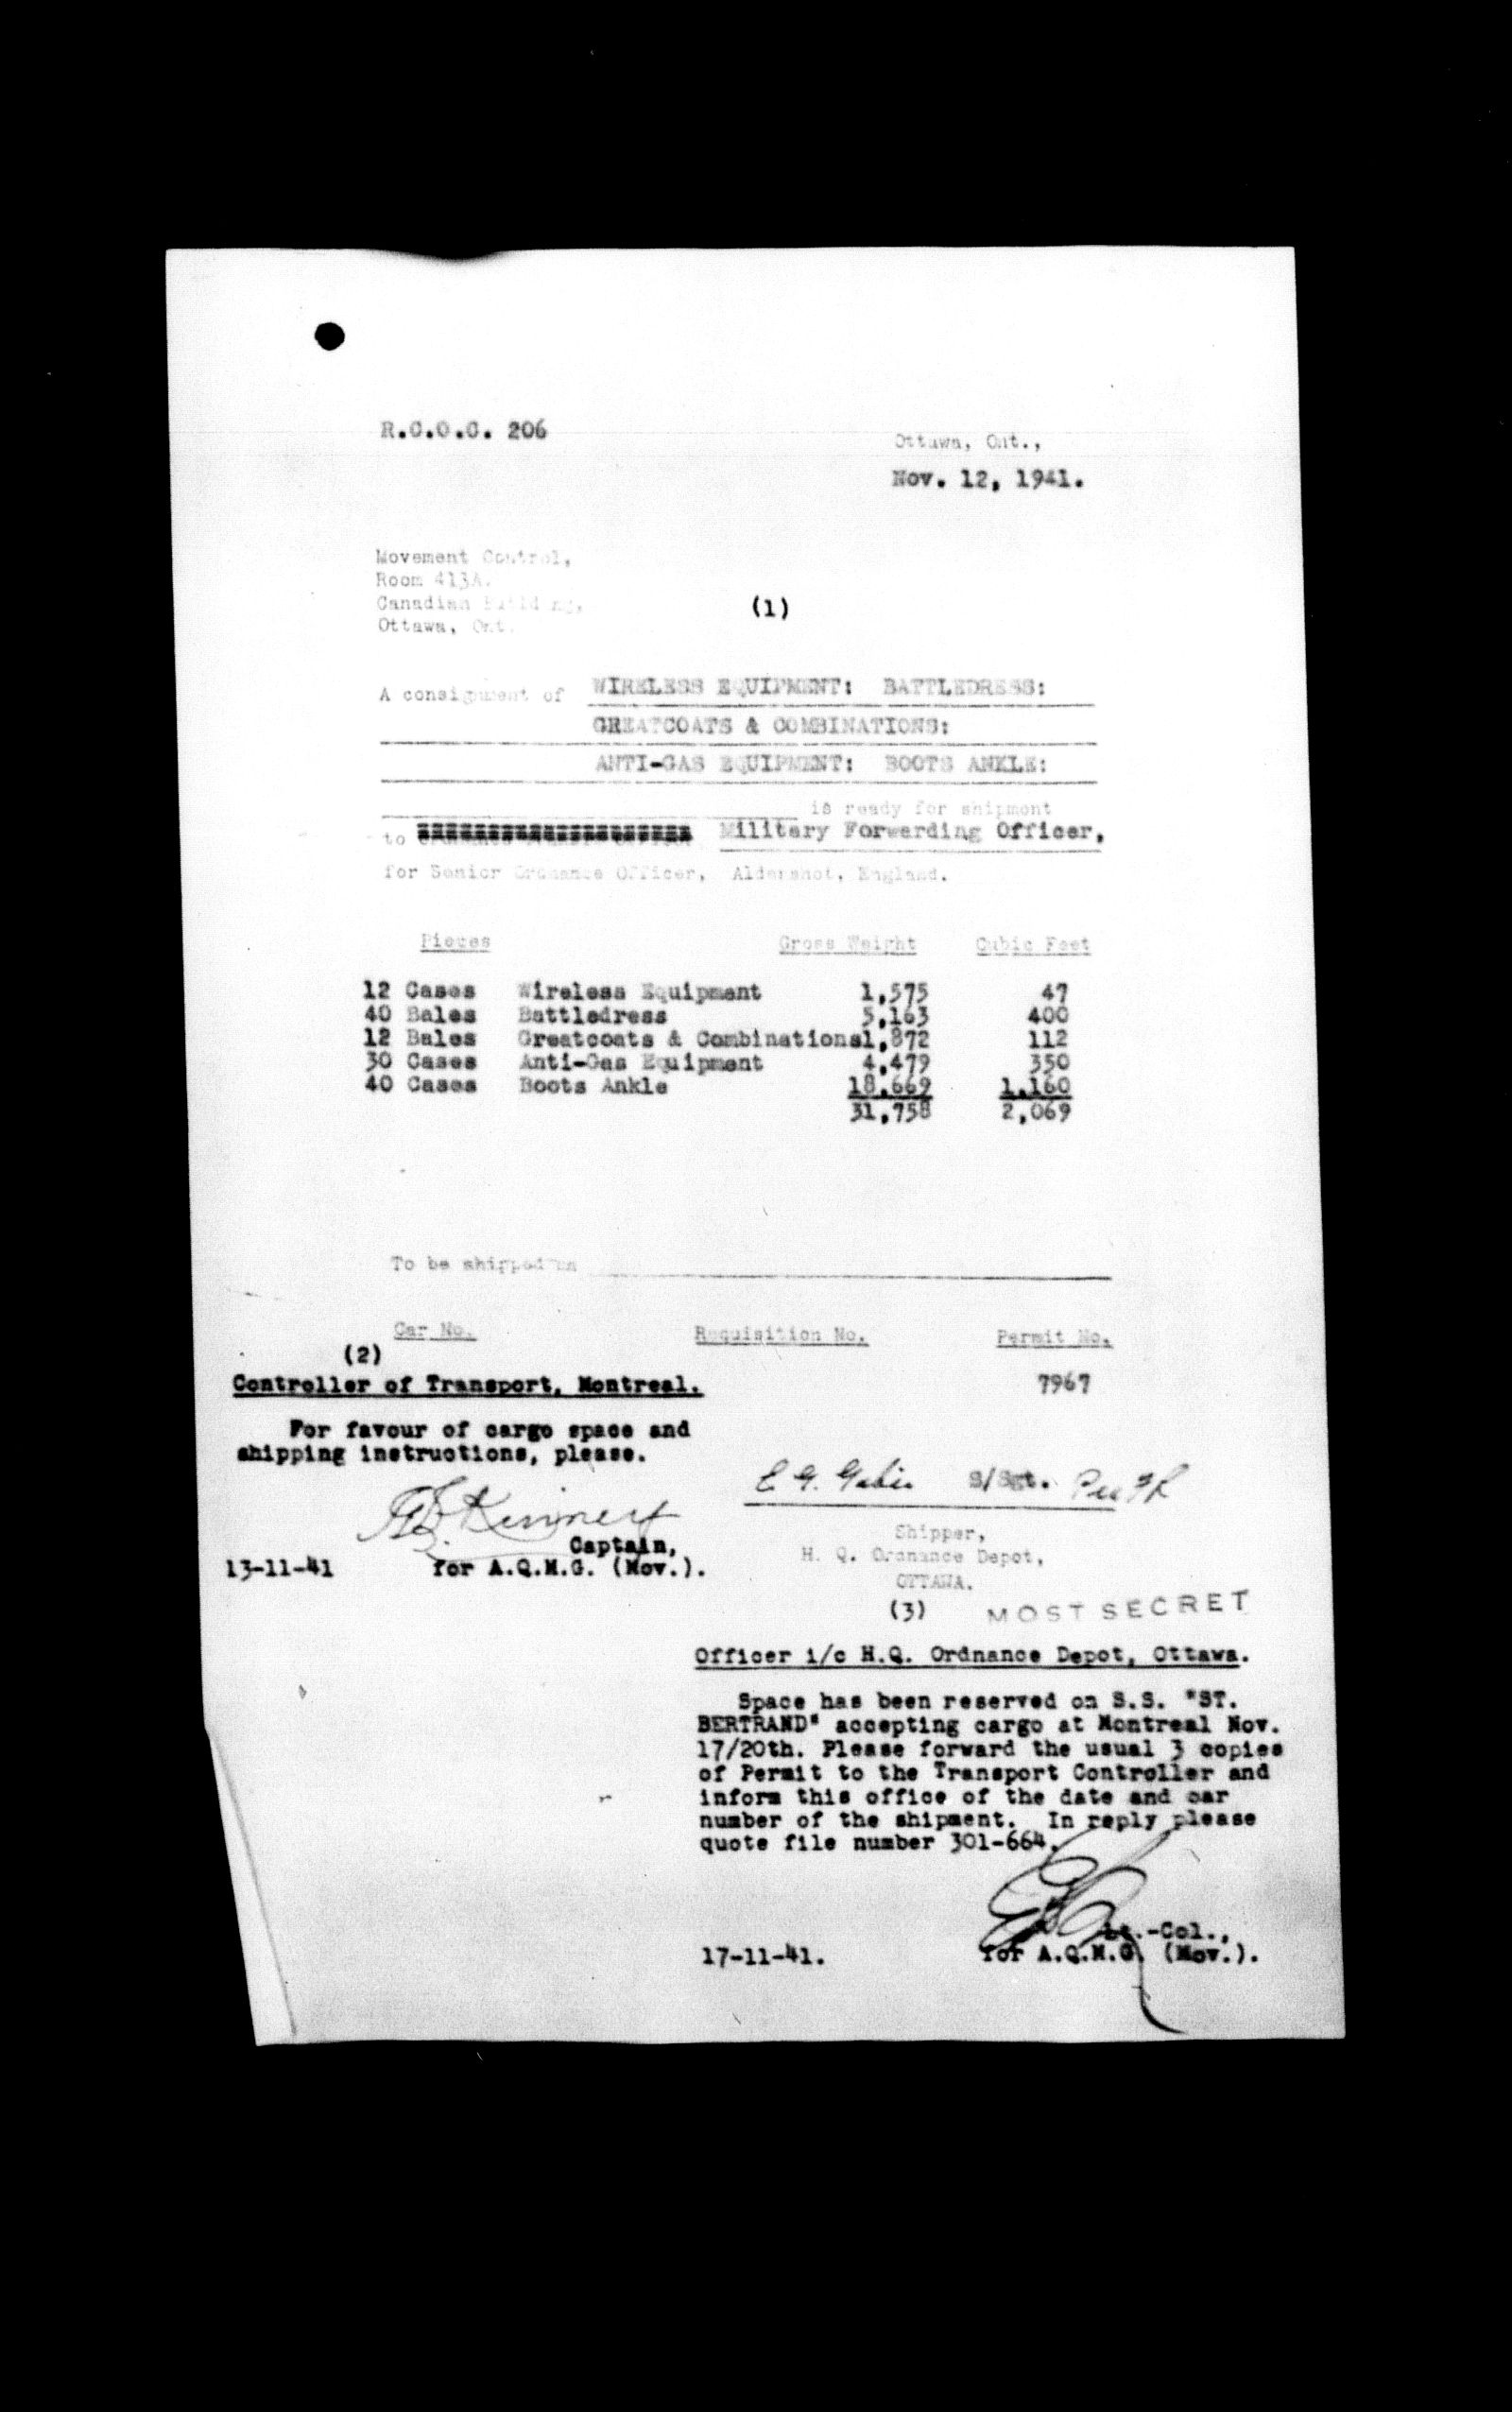 R.C.O.C. 206
Ottawa, Ont.,
Nov. 12, 1941.
Movement Control,
Room 413A.
Canadian Building,
Ottawa, Ont.
(1)
A consignment of WIRELESS EQUIPMENT: BATTLEDRESS:
GREATCOATS & COMBINATIONS:
ANTI-GAS EQUIPMENT: BOOTS ANKLE:
is ready for shipment
to Military Forwarding Officer,
for Senior Ordnance Officer, Aldershot, England.
Pieces Gross Weight Cubic Feet
12 Cases Wireless Equipment 1,575 47
40 Bales Battledress 5,163 400
12 Bales Greatcoats & Combinations1,872 112
30 Cases Anti-Gas Equipment 4,479 350
40 Cases Boots Ankle 18,669 1,160
31,758 2,069
To be shipped on
Car No. Requisition No. Permit No.
7967
(2)
Controller of Transport, Montreal.
For favour of cargo space and
shipping instructions, please.
Kinnery
Captain,
13-11-41 for A.Q.M.G. (Mov.).
E. G. S/Sgt.
Shipper,
H. Q. Ordnance Depot,
OTTAWA.
(3) MOST SECRET
Officer i/c H.Q. Ordnance Depot, Ottawa.
Space has been reserved on S.S. "ST.
BERTRAND" accepting cargo at Montreal Nov.
17/20th. Please forward the usual 3 copies
of Permit to the Transport Controller and
inform this office of the date and car
number of the shipment. In reply please
quote file number 301-664.
Lt.-Col.,
17-11-41. for A.Q.M.G. (Mov.).